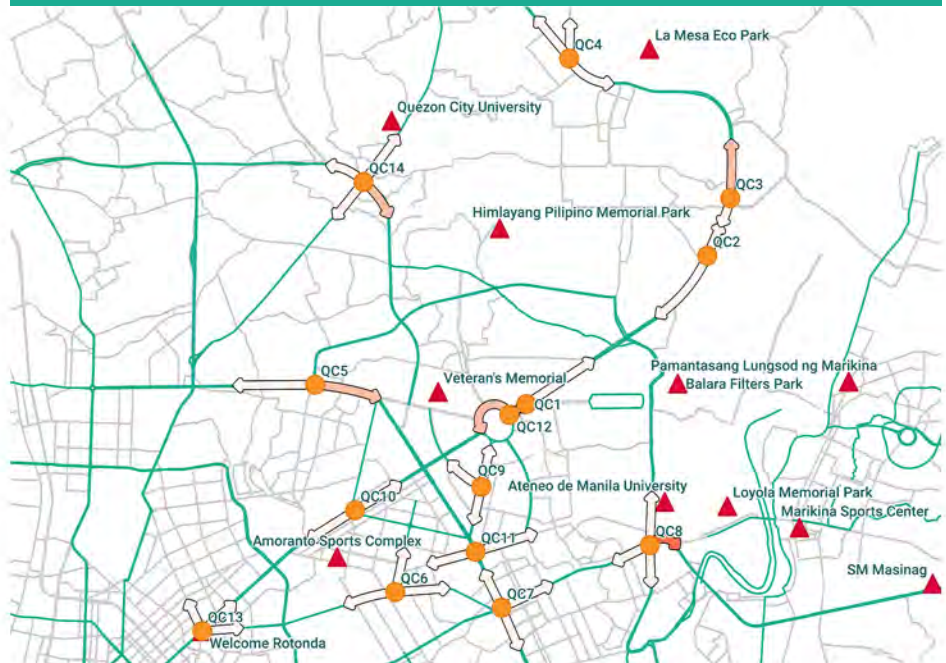 La Mesa Eco Park
QC4
Quezon City University
QC14
QC3
Himlayang Pilipino Memorial Park
QC2
Pamantasang Lungsod ng Marikina
QC5
Veteran's Memorial
Balara Filters Park
QC1
QC12
QC9
Ateneo de Manila University
Loyola Memorial Park
QC10
Marikina Sports Center
Amoranto Sports Complex
QC11
QC8
SM Masinag
QC6
QC7
QC13
Welcome Rotonda